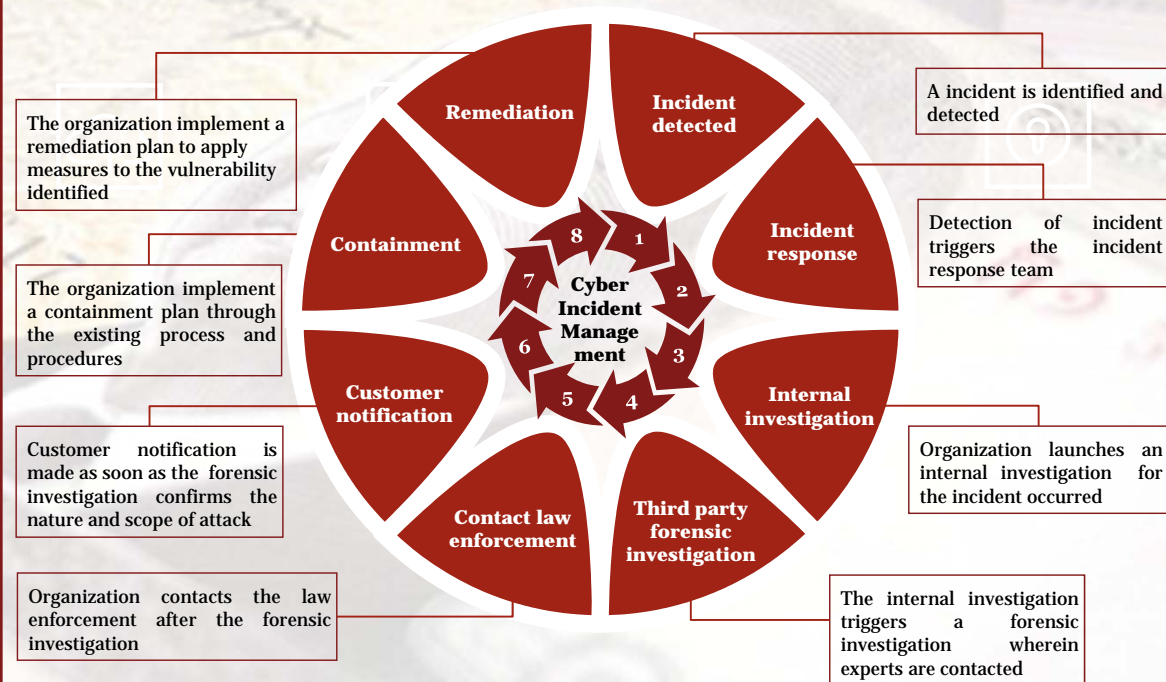 Remediation
Incident
detected
Incident
response
Internal
investigation
Third party
forensic
investigation
Contact law
enforcement
Customer
notification
Containment
1
2
3
4
5
6
7
8
Cyber
Incident
Manage
ment
A incident is identified and
detected
Detection of incident
triggers the incident
response team
Organization launches an
internal investigation for
the incident occurred
The internal investigation
triggers a forensic
investigation wherein
experts are contacted
Organization contacts the law
enforcement after the forensic
investigation
Customer notification is
made as soon as the forensic
investigation confirms the
nature and scope of attack
The organization implement
a containment plan through
the existing process and
procedures
The organization implement a
remediation plan to apply
measures to the vulnerability
identified